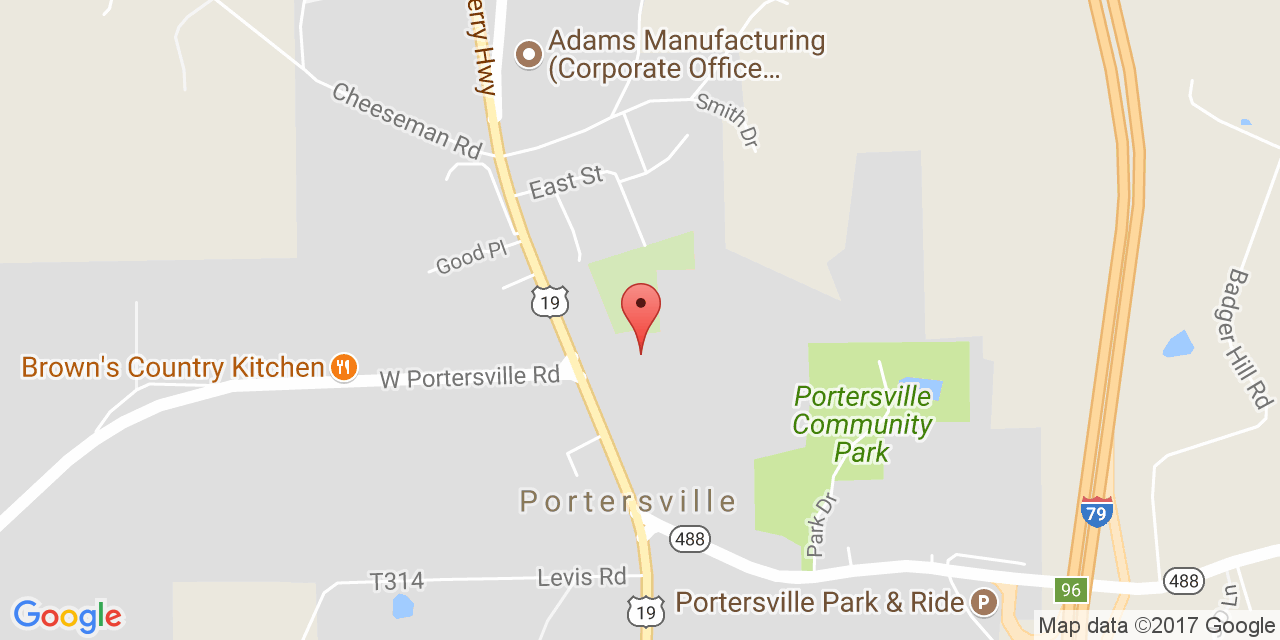 erry Hwy
Adams Manufacturing
(Corporate Office...
Cheeseman Rd
Smith Dr
East St
Good Pl
19
Badger Hill Rd
Brown's Country Kitchen
W Portersville Rd
Portersville
Community
Park
Portersville
Park Dr
79
488
T314
Levis Rd
488
96
Portersville Park & Ride
P
19
Google
Map data ©2017 Google